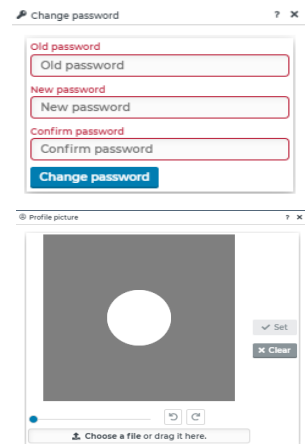 Change password ? ×
Old password
Old password
New password
New password
Confirm password
Confirm password
Change password
Profile picture ? ×
Set
× Clear
Choose a file or drag it here.